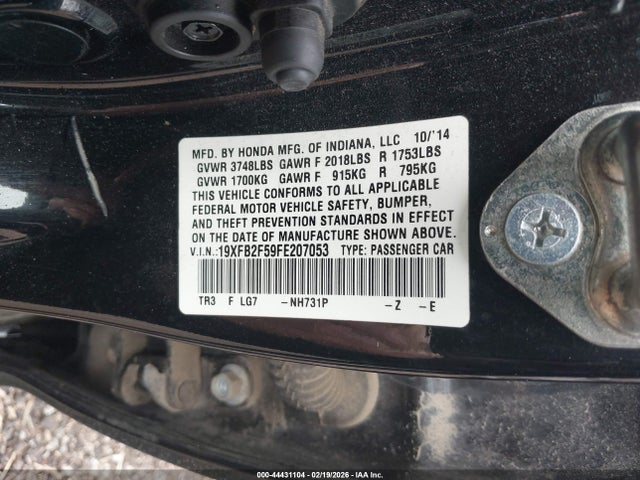 MFD. BY HONDA MFG. OF INDIANA, LLC 10/'14
GVWR 3748LBS GAWR F 2018LBS R 1753LBS
GVWR 1700KG GAWR F 915KG R 795KG
THIS VEHICLE CONFORMS TO ALL APPLICABLE
FEDERAL MOTOR VEHICLE SAFETY, BUMPER,
AND THEFT PREVENTION STANDARDS IN EFFECT
ON THE DATE OF MANUFACTURE SHOWN ABOVE.
V.I.N.:19XFB2F59FE207053 TYPE: PASSENGER CAR
TR3 F LG7 -NH731P -Z -E
000-44431104 - 02/19/2026 - IAA Inc.